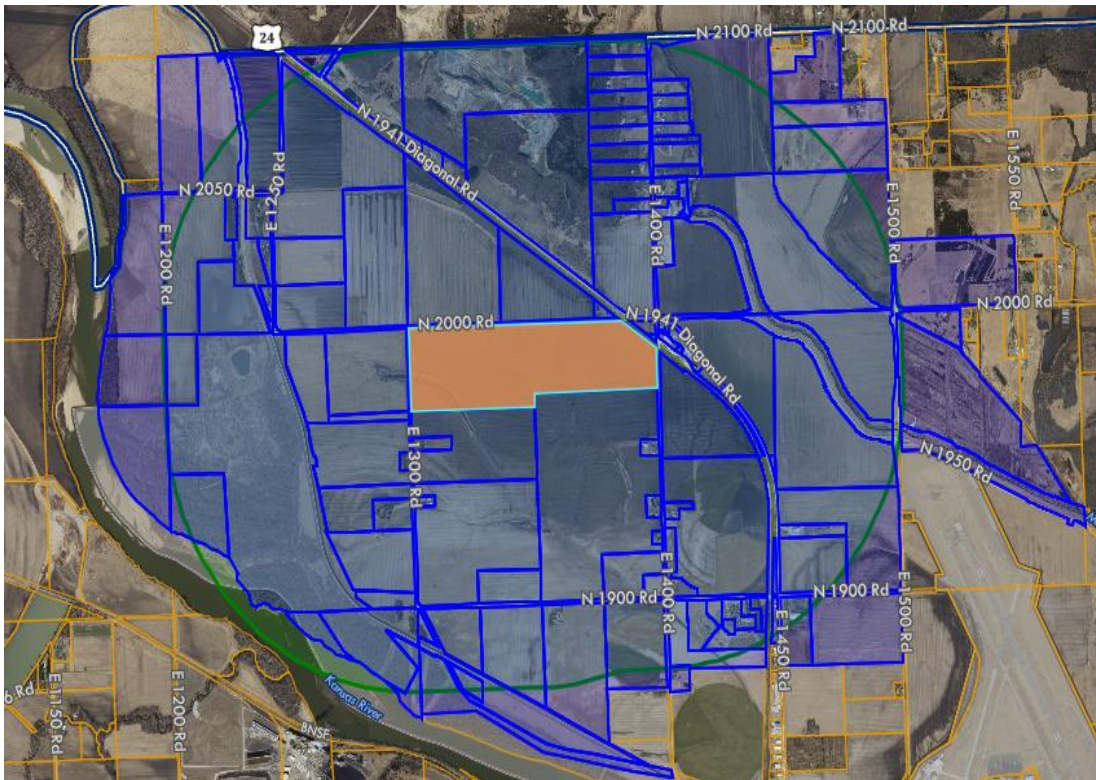 24
N 2100 Rd
N 2100 Rd
N 1941 Diagonal Rd
E 1550 Rd
N 2050 Rd
E 1250 Rd
E 1200 Rd
E 1400 Rd
E 1500 Rd
N 2000 Rd
N 2000 Rd
N 1941 Diagonal Rd
E 1300 Rd
N 1950 Rd
N 1900 Rd
N 1900 Rd
E 1400 Rd
E 1500 Rd
E 1450 Rd
Kansas River
E 1150 Rd
E 1200 Rd
6 Rd
BNSF